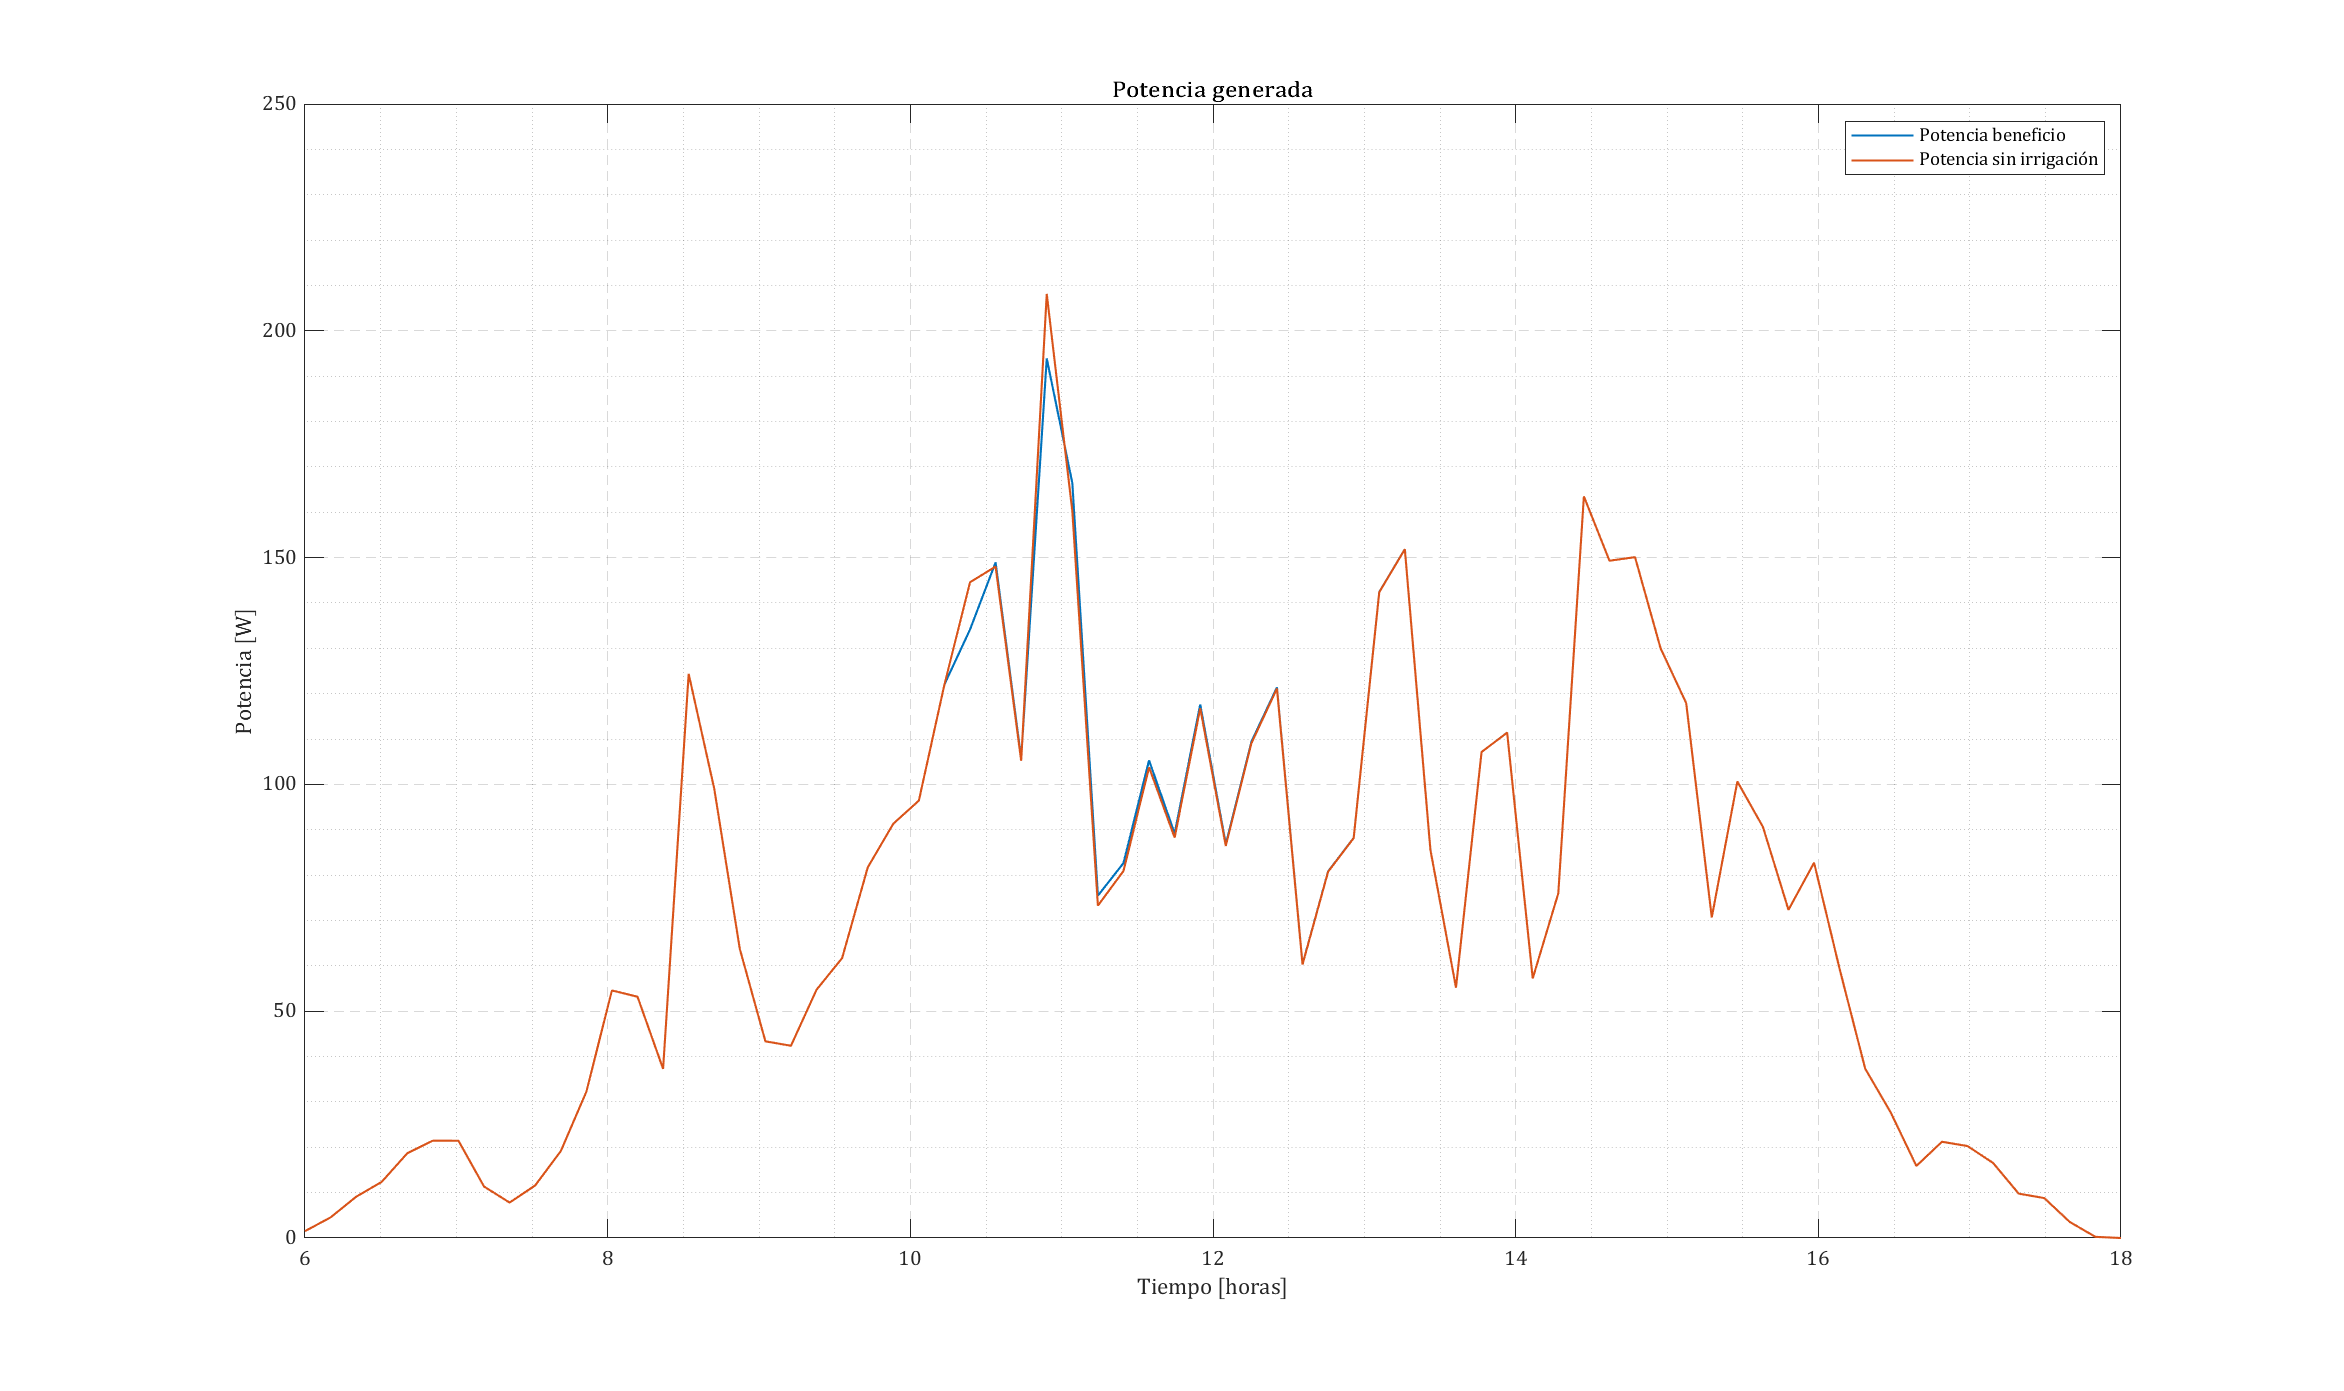 Potencia generada
250
200
150
100
50
0
Potencia [W]
Potencia beneficio
Potencia sin irrigación
6 8 10 12 14 16 18
Tiempo [horas]